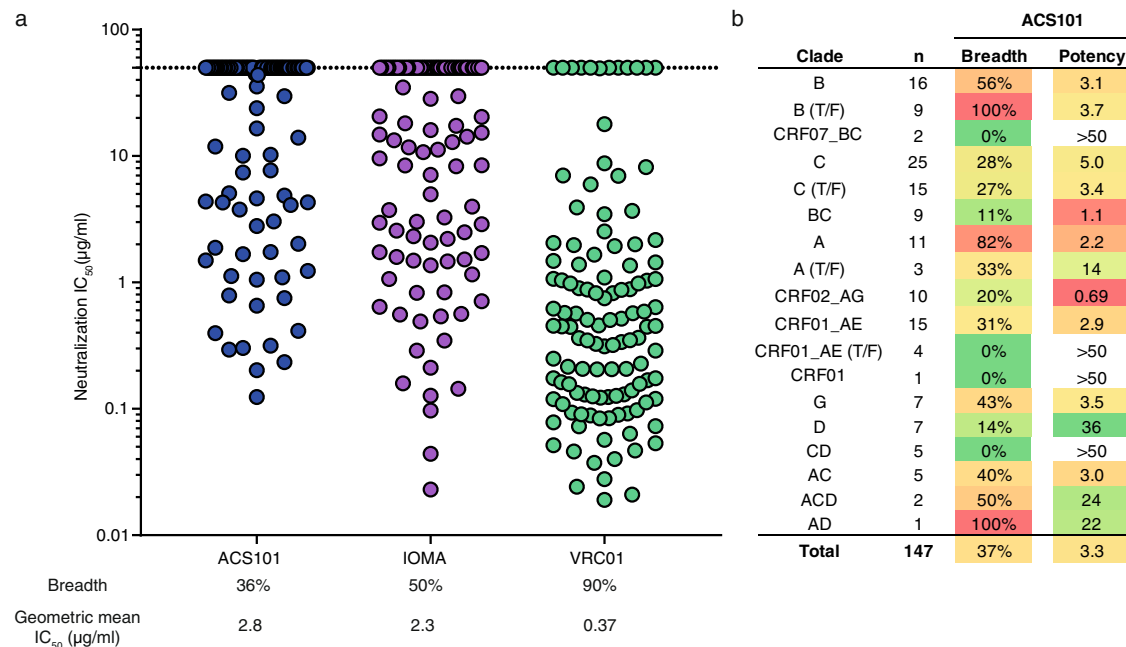 a
100
10
1
0.1
0.01
Neutralization IC50 (µg/ml)
ACS101 IOMA VRC01
Breadth 36% 50% 90%
Geometric mean
IC50 (µg/ml) 2.8 2.3 0.37
b
ACS101
Clade n Breadth Potency
B 16 56% 3.1
B (T/F) 9 100% 3.7
CRF07_BC 2 0% >50
C 25 28% 5.0
C (T/F) 15 27% 3.4
BC 9 11% 1.1
A 11 82% 2.2
A (T/F) 3 33% 14
CRF02_AG 10 20% 0.69
CRF01_AE 15 31% 2.9
CRF01_AE (T/F) 4 0% >50
CRF01 1 0% >50
G 7 43% 3.5
D 7 14% 36
CD 5 0% >50
AC 5 40% 3.0
ACD 2 50% 24
AD 1 100% 22
Total 147 37% 3.3